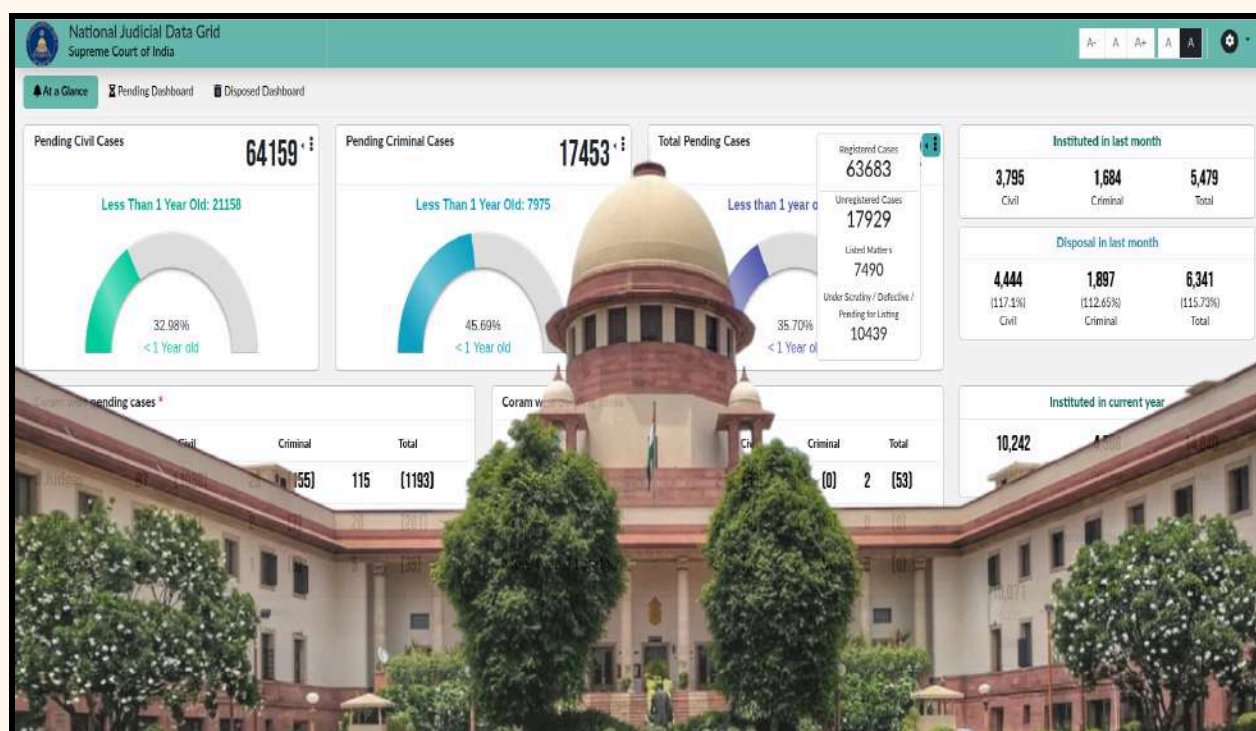 National Judicial Data Grid
Supreme Court of India
A- A A+ A A
At a Glance Pending Dashboard Disposed Dashboard
Pending Civil Cases 64159
Less Than 1 Year Old: 21158
32.98%
< 1 Year old
Pending Criminal Cases 17453
Less Than 1 Year Old: 7975
45.69%
< 1 Year old
Total Pending Cases
Less than 1 year
35.70%
< 1 Year
Registered Cases
63683
Unregistered Cases
17929
Listed Matters
7490
Under Scrutiny / Defective /
Pending for Listing
10439
Instituted in last month
3,795 1,684 5,479
Civil Criminal Total
Disposal in last month
4,444 1,897 6,341
(117.1%) (112.65%) (115.73%)
Civil Criminal Total
pending cases *
Civil Criminal Total
115 (1193)
Coram
Criminal Total
(0) 2 (53)
Instituted in current year
10,242